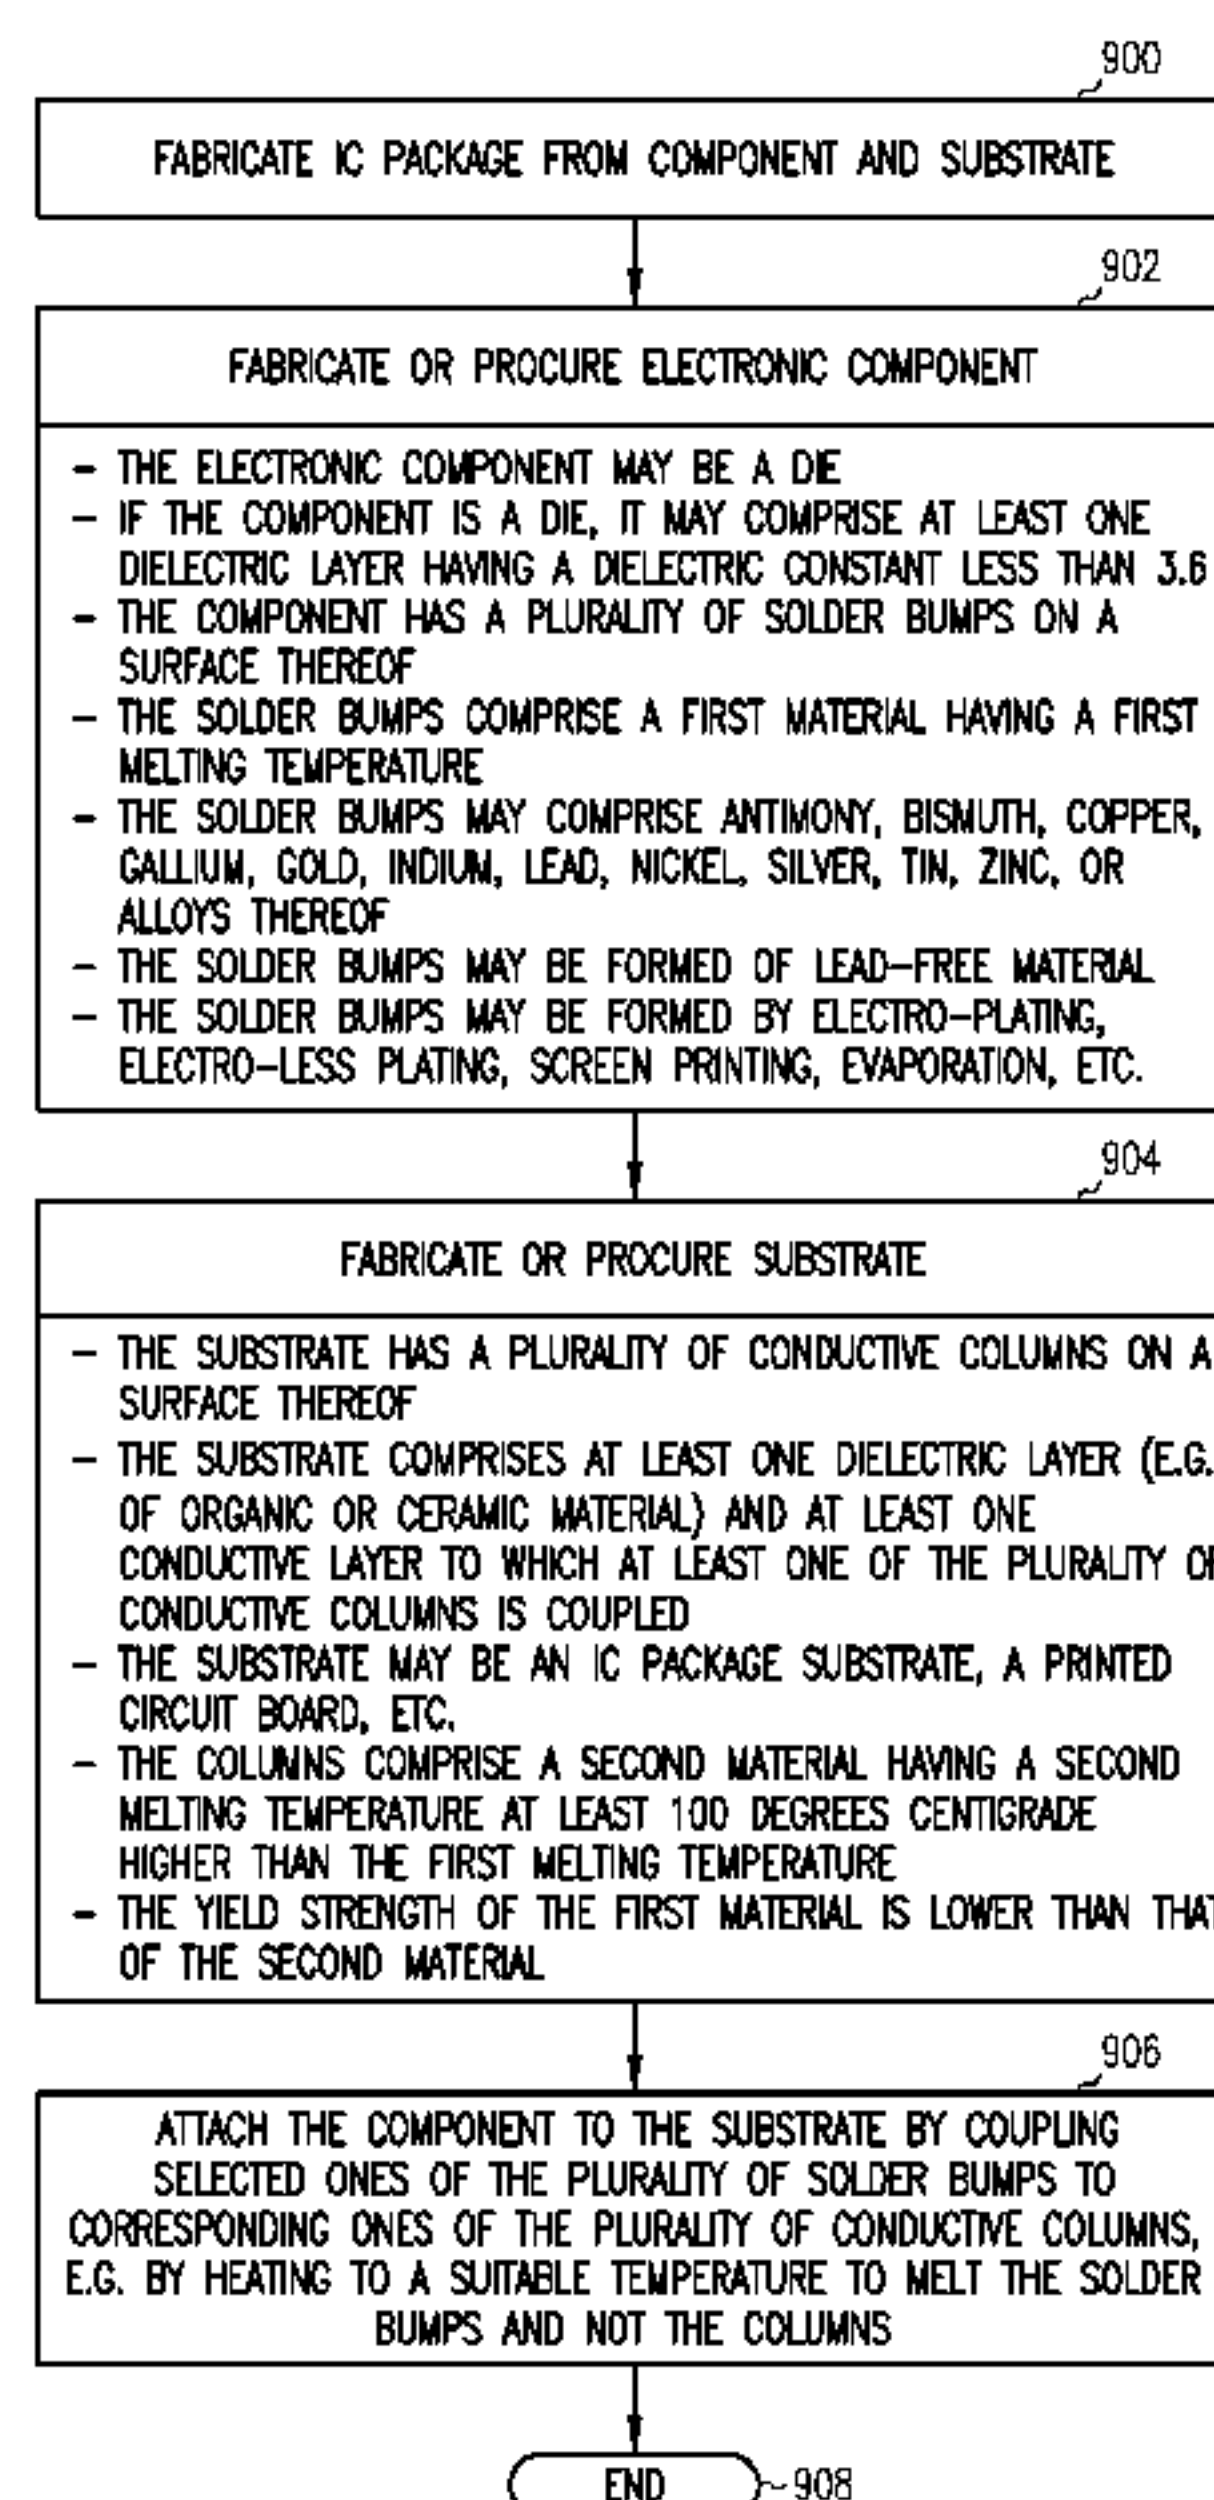 900
FABRICATE IC PACKAGE FROM COMPONENT AND SUBSTRATE
902
FABRICATE OR PROCURE ELECTRONIC COMPONENT
- THE ELECTRONIC COMPONENT MAY BE A DIE
- IF THE COMPONENT IS A DIE, IT MAY COMPRISE AT LEAST ONE
DIELECTRIC LAYER HAVING A DIELECTRIC CONSTANT LESS THAN 3.6
- THE COMPONENT HAS A PLURALITY OF SOLDER BUMPS ON A
SURFACE THEREOF
- THE SOLDER BUMPS COMPRISE A FIRST MATERIAL HAVING A FIRST
MELTING TEMPERATURE
- THE SOLDER BUMPS MAY COMPRISE ANTIMONY, BISMUTH, COPPER,
GALLIUM, GOLD, INDIUM, LEAD, NICKEL, SILVER, TIN, ZINC, OR
ALLOYS THEREOF
- THE SOLDER BUMPS MAY BE FORMED OF LEAD-FREE MATERIAL
- THE SOLDER BUMPS MAY BE FORMED BY ELECTRO-PLATING,
ELECTRO-LESS PLATING, SCREEN PRINTING, EVAPORATION, ETC.
904
FABRICATE OR PROCURE SUBSTRATE
- THE SUBSTRATE HAS A PLURALITY OF CONDUCTIVE COLUMNS ON A
SURFACE THEREOF
- THE SUBSTRATE COMPRISES AT LEAST ONE DIELECTRIC LAYER (E.G.
OF ORGANIC OR CERAMIC MATERIAL) AND AT LEAST ONE
CONDUCTIVE LAYER TO WHICH AT LEAST ONE OF THE PLURALITY OF
CONDUCTIVE COLUMNS IS COUPLED
- THE SUBSTRATE MAY BE AN IC PACKAGE SUBSTRATE, A PRINTED
CIRCUIT BOARD, ETC.
- THE COLUMNS COMPRISE A SECOND MATERIAL HAVING A SECOND
MELTING TEMPERATURE AT LEAST 100 DEGREES CENTIGRADE
HIGHER THAN THE FIRST MELTING TEMPERATURE
- THE YIELD STRENGTH OF THE FIRST MATERIAL IS LOWER THAN THAT
OF THE SECOND MATERIAL
906
ATTACH THE COMPONENT TO THE SUBSTRATE BY COUPLING
SELECTED ONES OF THE PLURALITY OF SOLDER BUMPS TO
CORRESPONDING ONES OF THE PLURALITY OF CONDUCTIVE COLUMNS,
E.G. BY HEATING TO A SUITABLE TEMPERATURE TO MELT THE SOLDER
BUMPS AND NOT THE COLUMNS
END 908